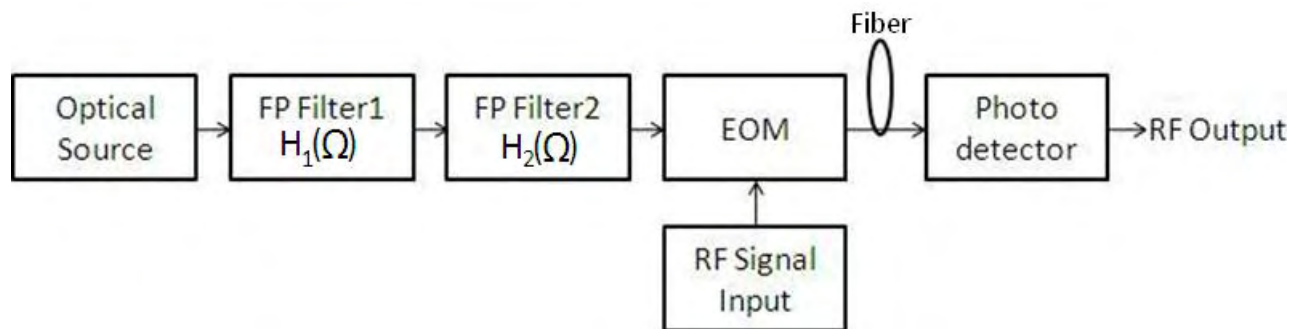 Fiber
Optical
Source
FP Filter1
H₁(Ω)
FP Filter2
H₂(Ω)
EOM
Photo
detector
RF Output
RF Signal
Input